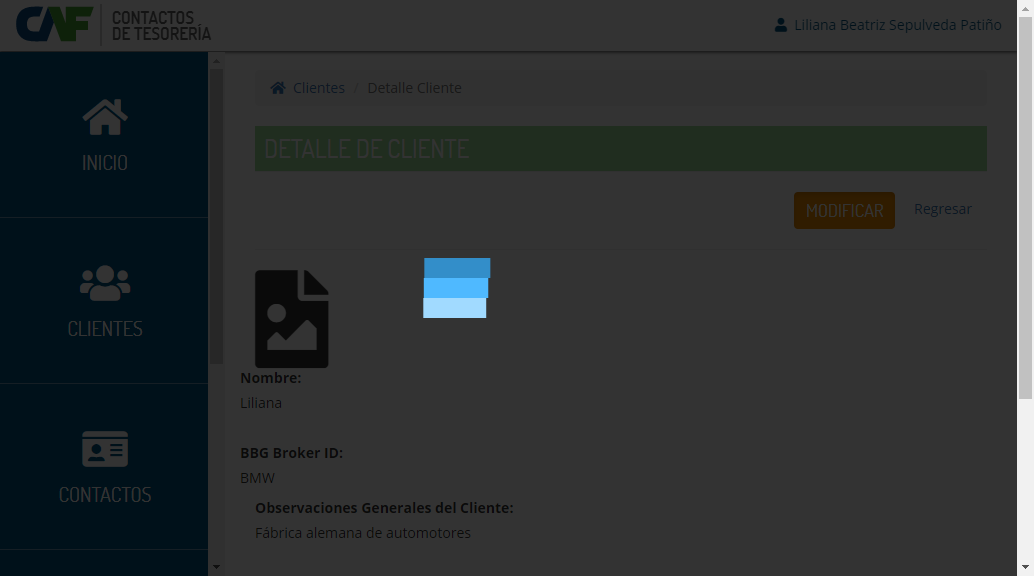 CAF
CONTACTOS
DE TESORERÍA
Liliana Beatriz Sepulveda Patiño
INICIO
CLIENTES
CONTACTOS
Clientes / Detalle Cliente
DETALLE DE CLIENTE
MODIFICAR Regresar
Nombre:
Liliana
BBG Broker ID:
BMW
Observaciones Generales del Cliente:
Fábrica alemana de automotores